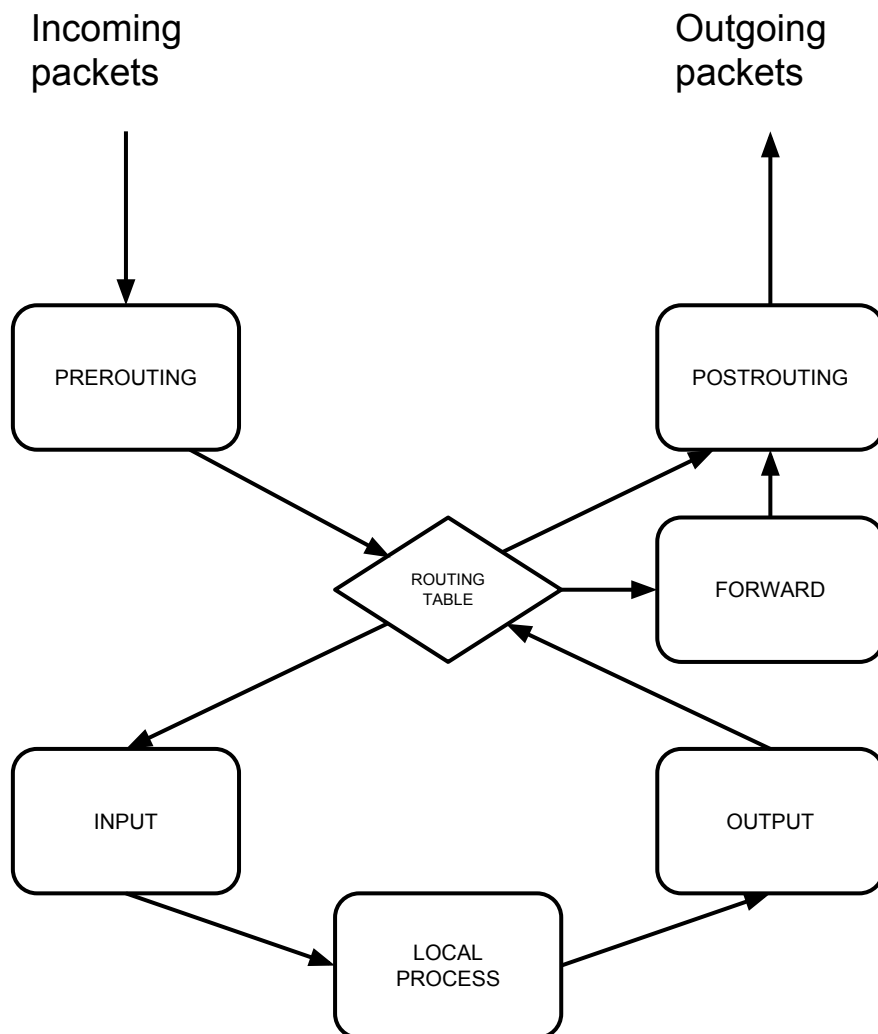 Incoming
packets
Outgoing
packets
PREROUTING
POSTROUTING
ROUTING
TABLE
FORWARD
INPUT
OUTPUT
LOCAL
PROCESS